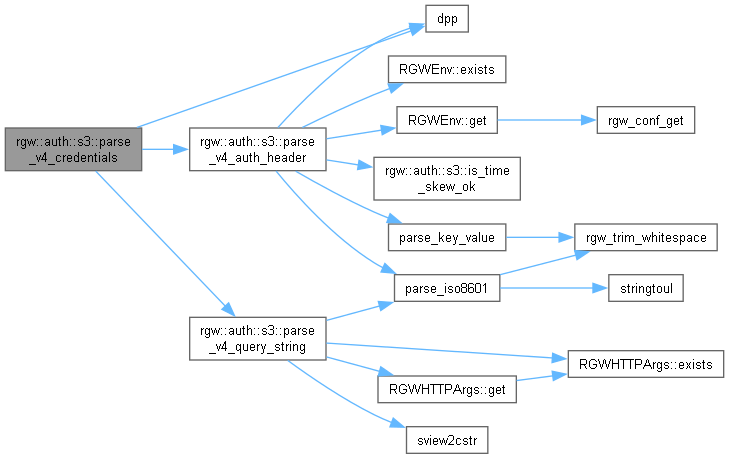 dpp
RGWEnv::exists
RGWEnv::get
rgw_conf_get
rgw::auth::s3::parse
_v4_credentials
rgw::auth::s3::parse
_v4_auth_header
rgw::auth::s3::is_time
_skew_ok
parse_key_value
rgw_trim_whitespace
parse_iso8601
stringtoul
rgw::auth::s3::parse
_v4_query_string
RGWHTTPArgs::exists
RGWHTTPArgs::get
sview2cstr